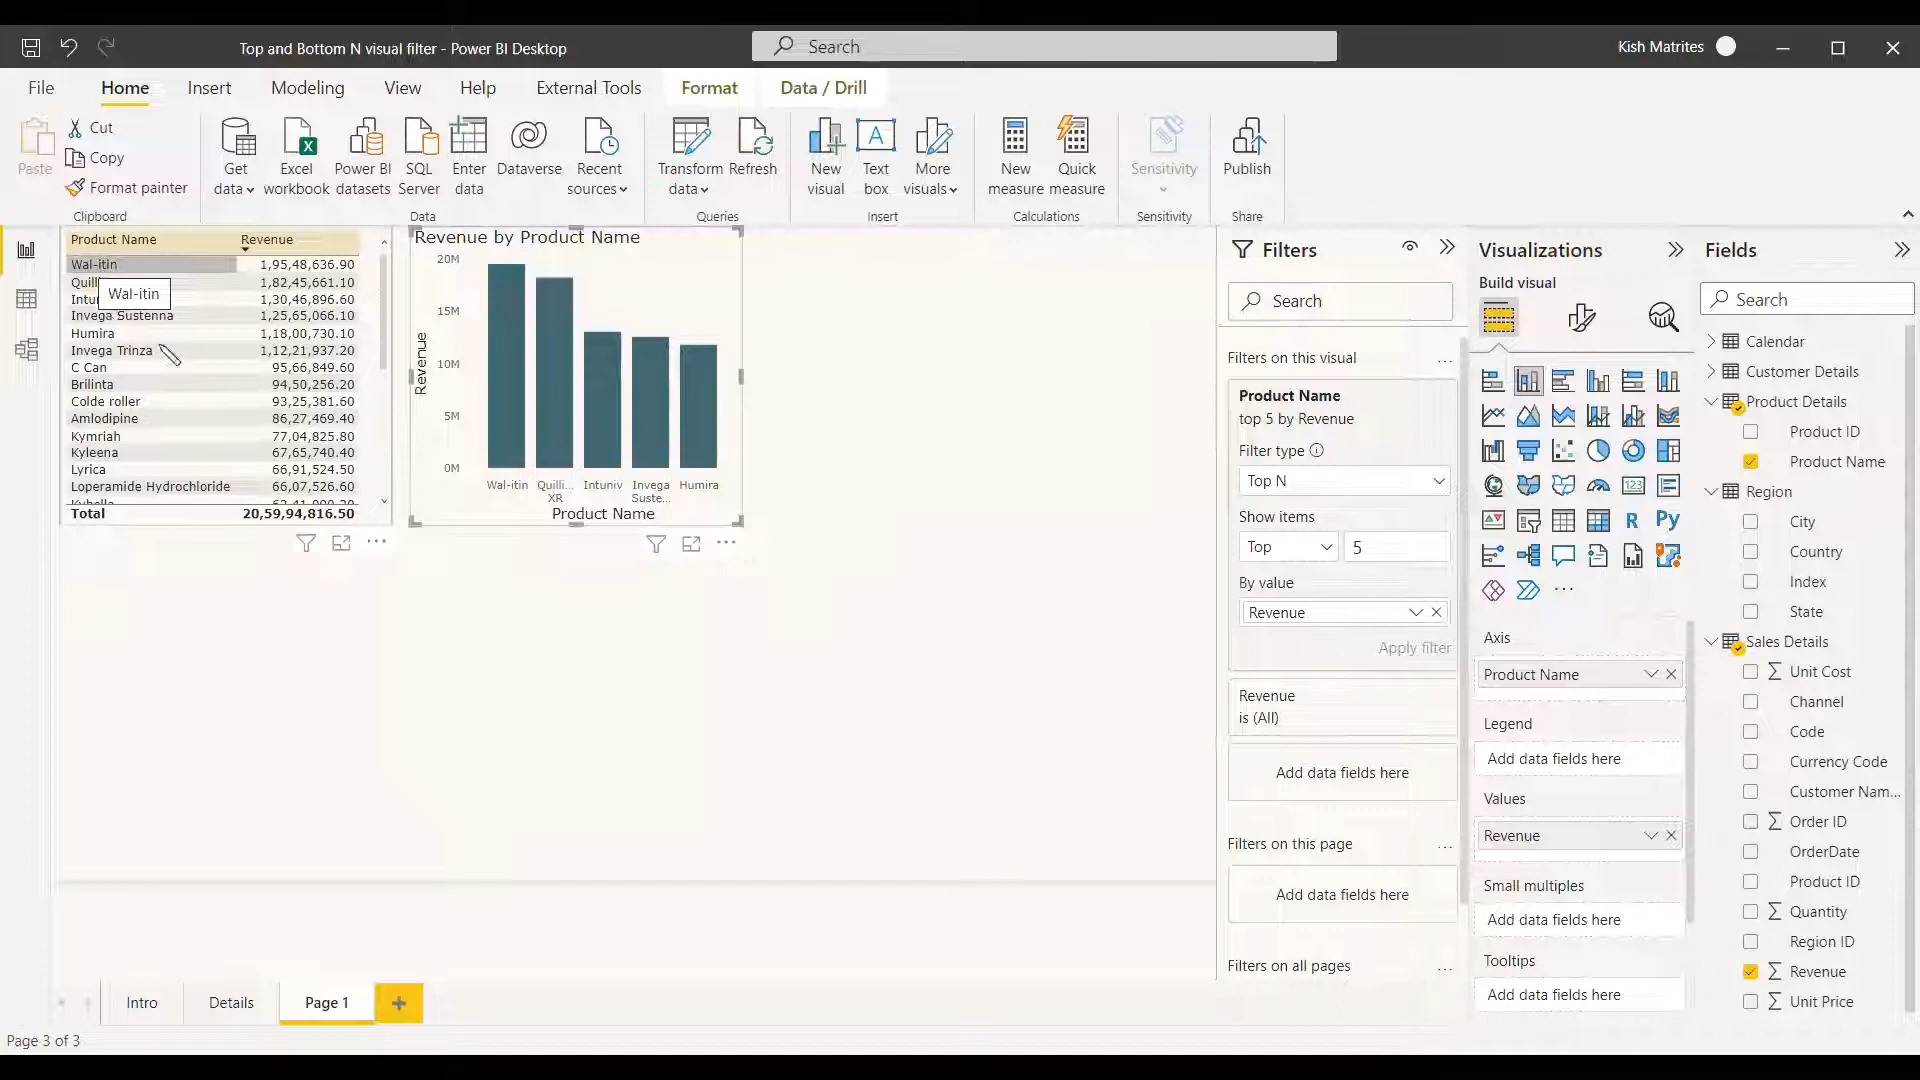 Top and Bottom N visual filter - Power BI Desktop
Search
Kish Matrites
File
Home
Insert
Modeling
View
Help
External Tools
Format
Data / Drill
Paste
Cut
Copy
Format painter
Clipboard
Get data
Excel workbook
Power BI datasets
SQL Server
Enter data
Dataverse
Recent sources
Data
Transform data
Refresh
Queries
New visual
Text box
More visuals
Insert
New measure
Quick measure
Calculations
Sensitivity
Sensitivity
Publish
Share
Product Name Revenue
Wal-itin 1,95,48,636.90
Quill 1,82,45,661.10
Wal-itin
Intu 1,30,46,896.60
Invega Sustenna 1,25,65,066.10
Humira 1,18,00,730.10
Invega Trinza 1,12,21,937.20
C Can 95,66,849.60
Brilinta 94,50,256.20
Colde roller 93,25,381.60
Amlodipine 86,27,469.40
Kymriah 77,04,825.80
Kyleena 67,65,740.40
Lyrica 66,91,524.50
Loperamide Hydrochloride 66,07,526.60
Total 20,59,94,816.50
Revenue by Product Name
20M
15M
10M
5M
0M
Revenue
Wal-itin
Quilli... XR
Intuniv
Invega Suste...
Humira
Product Name
Filters
Search
Filters on this visual
Product Name
top 5 by Revenue
Filter type
Top N
Show items
Top 5
By value
Revenue
Apply filter
Revenue
is (All)
Add data fields here
Filters on this page
Add data fields here
Filters on all pages
Visualizations
Build visual
123
R
Py
Axis
Product Name
Legend
Add data fields here
Values
Revenue
Small multiples
Add data fields here
Tooltips
Add data fields here
Fields
Search
Calendar
Customer Details
Product Details
Product ID
Product Name
Region
City
Country
Index
State
Sales Details
Unit Cost
Channel
Code
Currency Code
Customer Nam...
Order ID
OrderDate
Product ID
Quantity
Region ID
Revenue
Unit Price
Intro
Details
Page 1
Page 3 of 3